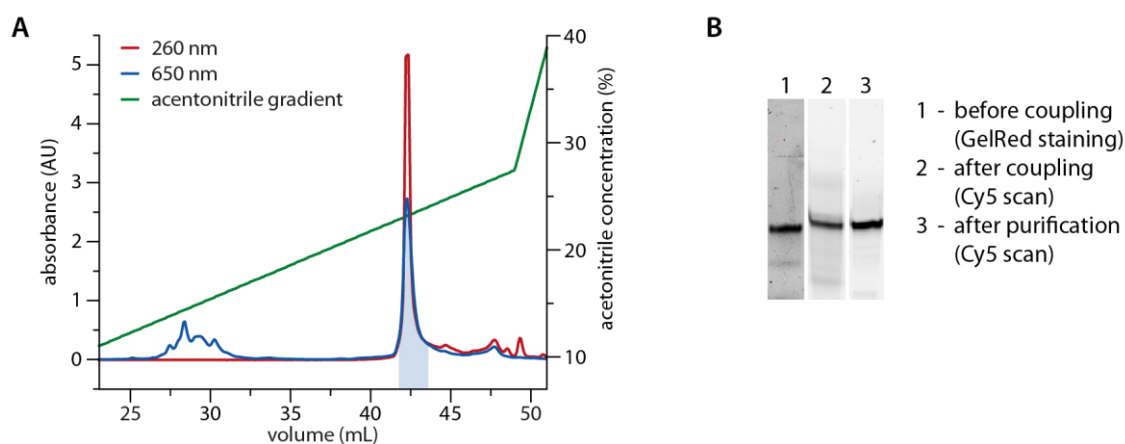 A
260 nm
650 nm
acentonitrile gradient
absorbance (AU)
5
4
3
2
1
0
25
30
35
40
45
50
volume (mL)
40
30
20
10
acetonitrile concentration (%)
B
1 2 3
1 - before coupling
(GelRed staining)
2 - after coupling
(Cy5 scan)
3 - after purification
(Cy5 scan)